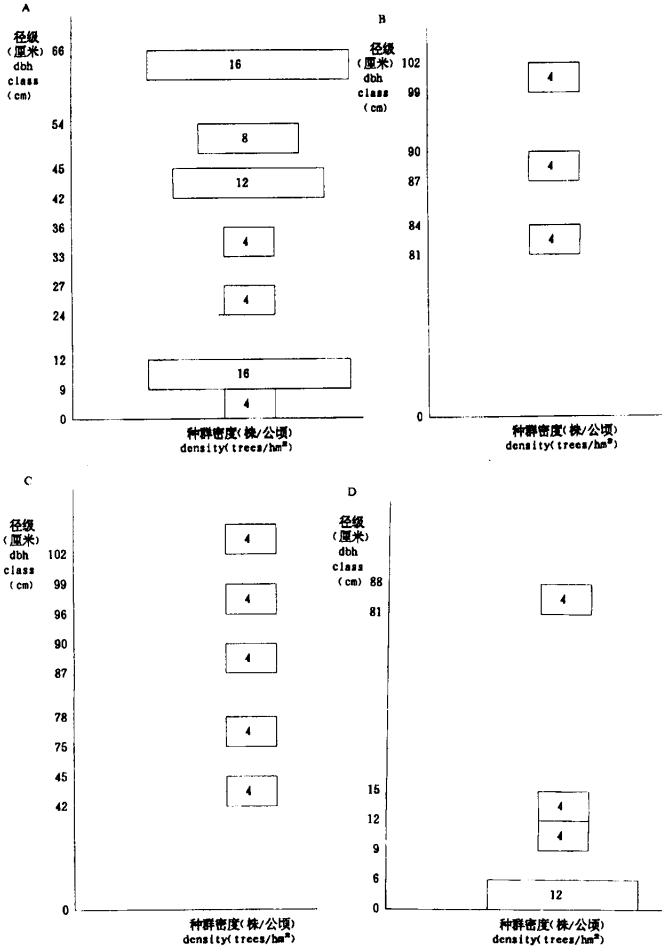 A
径级
(厘米) 66
dbh
class
(cm)
16
54
8
45
12
42
36
4
33
27
4
24
12
16
9
4
0
种群密度(株/公顷)
density(trees/hm²)
B
径级
(厘米) 102
dbh
class 99
(cm)
4
90
4
87
84
4
81
0
种群密度(株/公顷)
density(trees/hm²)
C
径级
(厘米)
dbh 102
class
(cm)
4
99
4
96
90
4
87
78
4
75
45
4
42
0
种群密度(株/公顷)
density(trees/hm²)
D
径级
(厘米)
dbh
class
(cm) 88
4
81
15
4
12
4
9
6
12
0
种群密度(株/公顷)
density(trees/hm²)